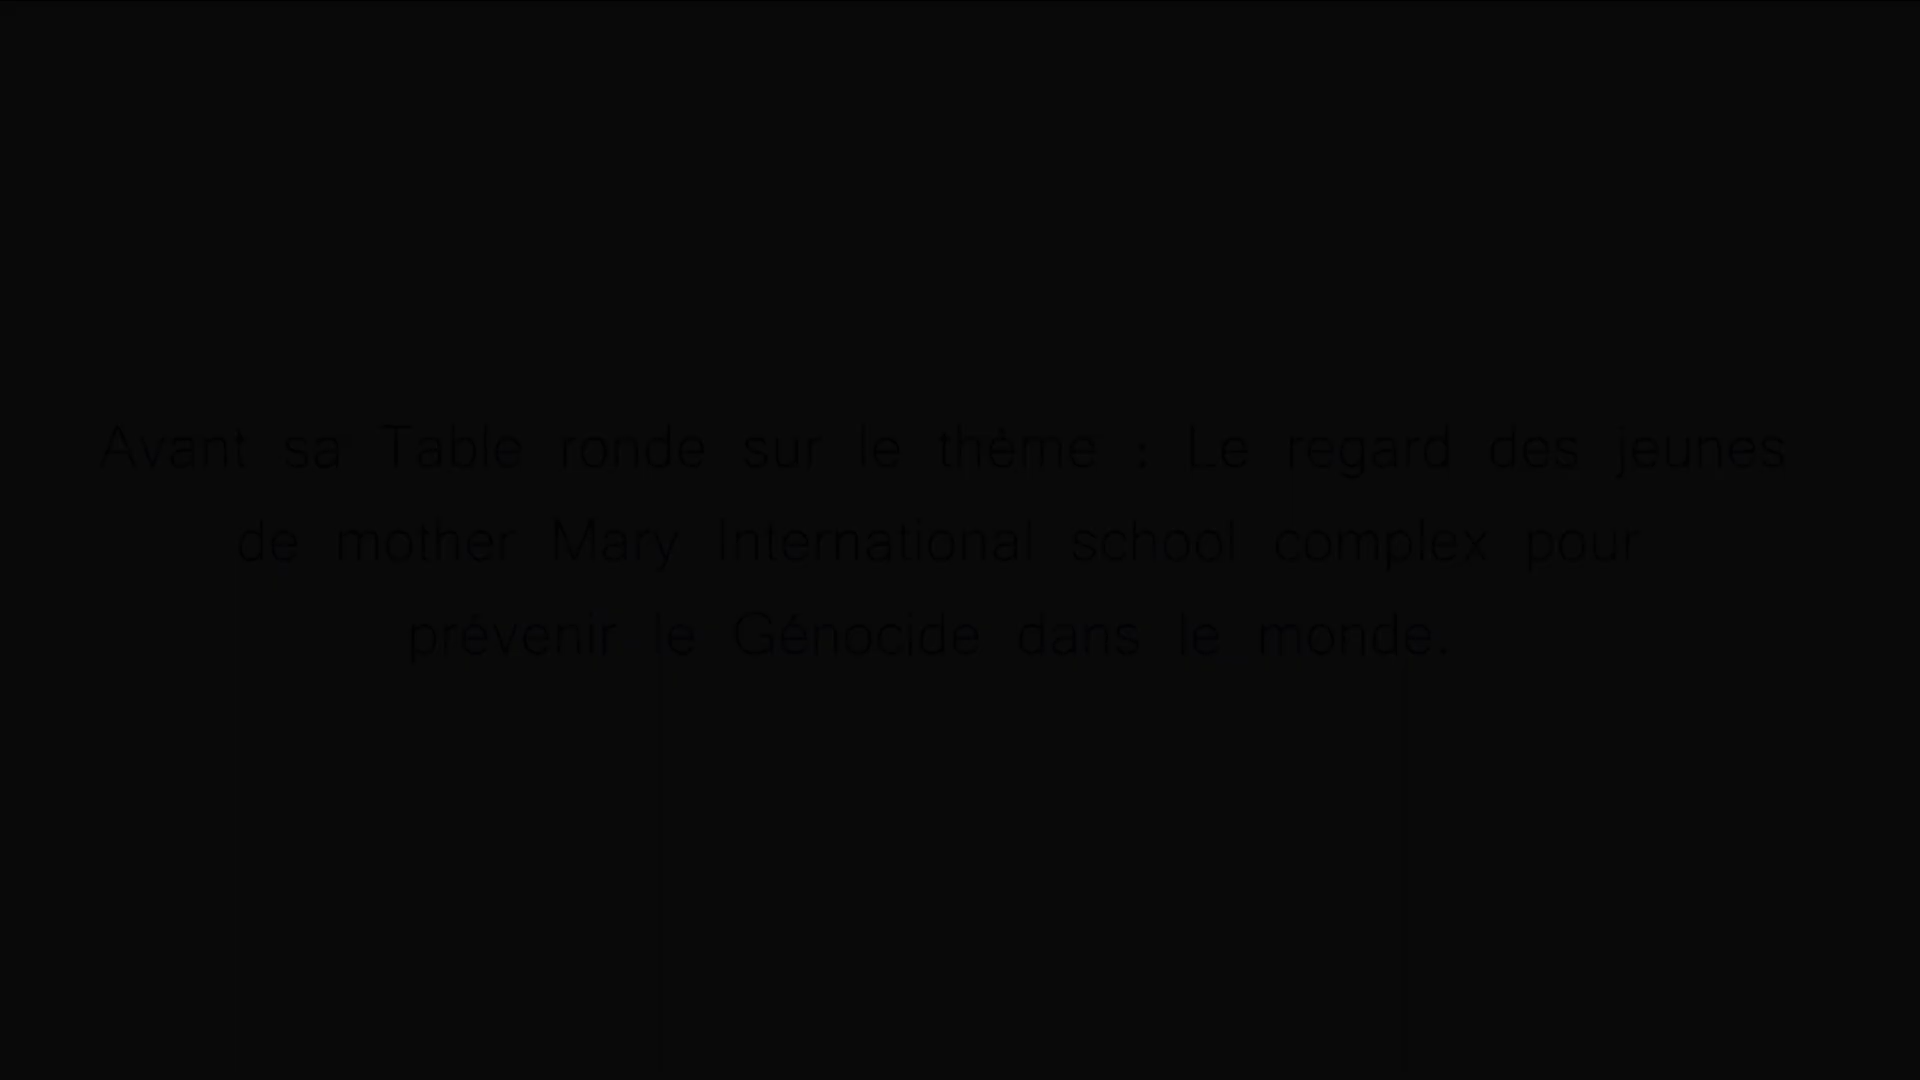 Avant sa Table ronde sur le thème : Le regard des jeunes
de mother Mary International school complex pour
prévenir le Génocide dans le monde.